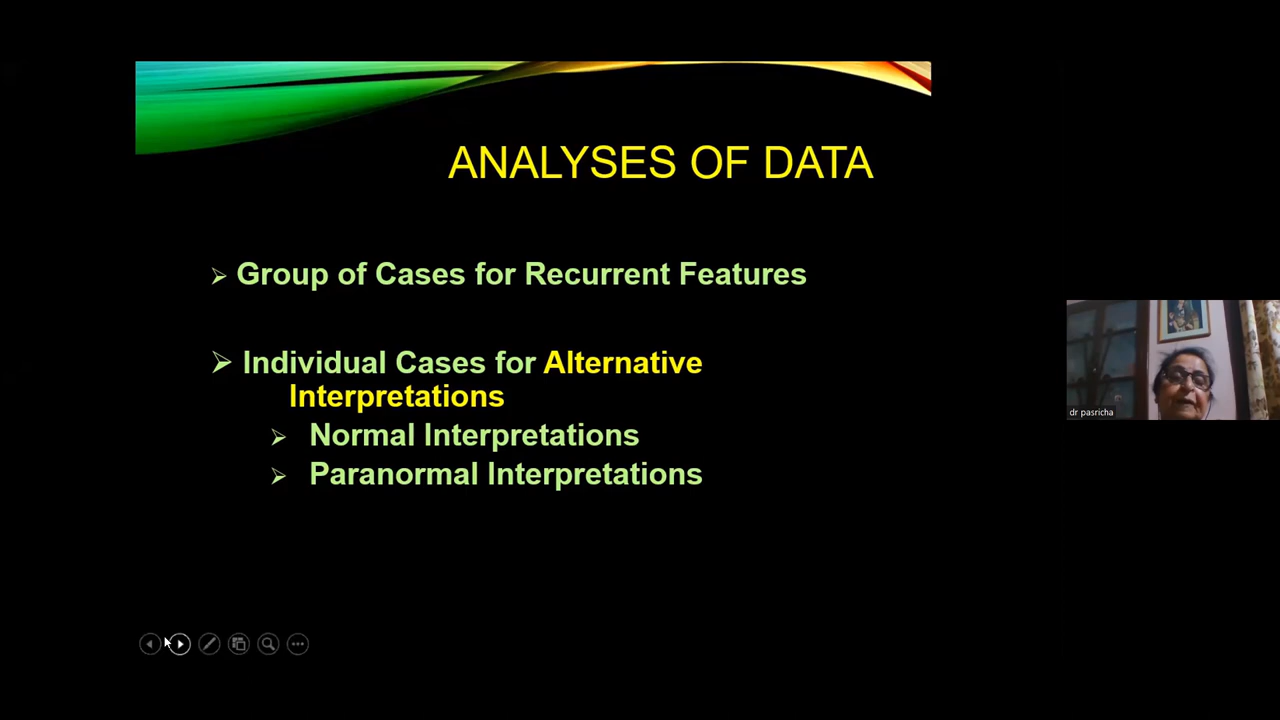 ANALYSES OF DATA
Group of Cases for Recurrent Features
Individual Cases for Alternative
Interpretations
Normal Interpretations
Paranormal Interpretations
dr pasricha